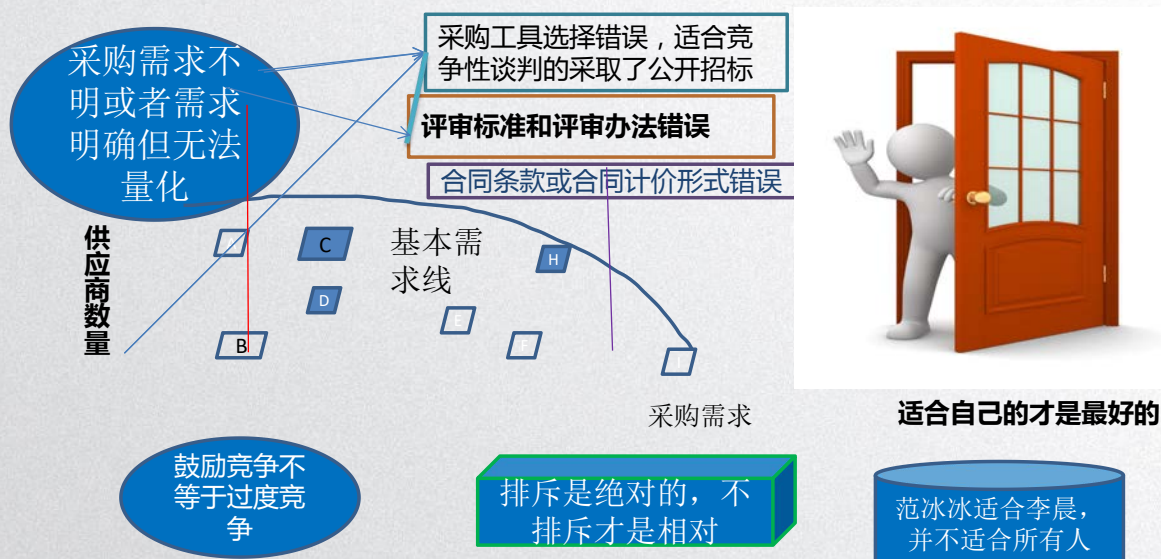 采购需求不
明或者需求
明确但无法
量化
采购工具选择错误，适合竞
争性谈判的采取了公开招标
评审标准和评审办法错误
合同条款或合同计价形式错误
供应商数量
A
C
基本需
求线
H
D
E
B
F
I
采购需求
适合自己的才是最好的
鼓励竞争不
等于过度竞
争
排斥是绝对的，不
排斥才是相对
范冰冰适合李晨，
并不适合所有人